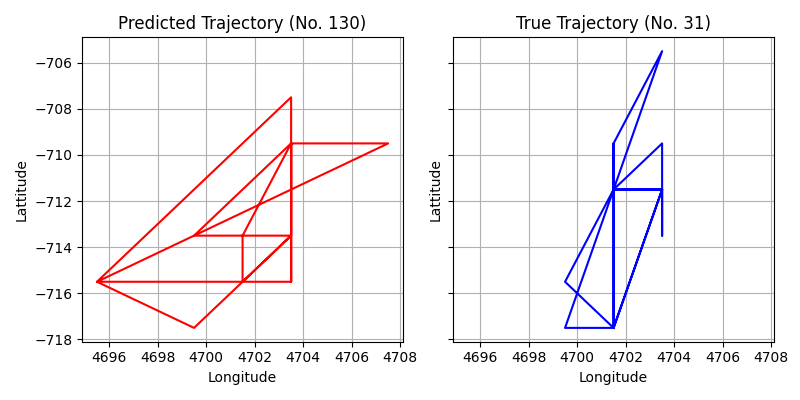 Predicted Trajectory (No. 130)
True Trajectory (No. 31)
Lattitude
−706
−708
−710
−712
−714
−716
−718
4696 4698 4700 4702 4704 4706 4708
Longitude
Lattitude
4696 4698 4700 4702 4704 4706 4708
Longitude